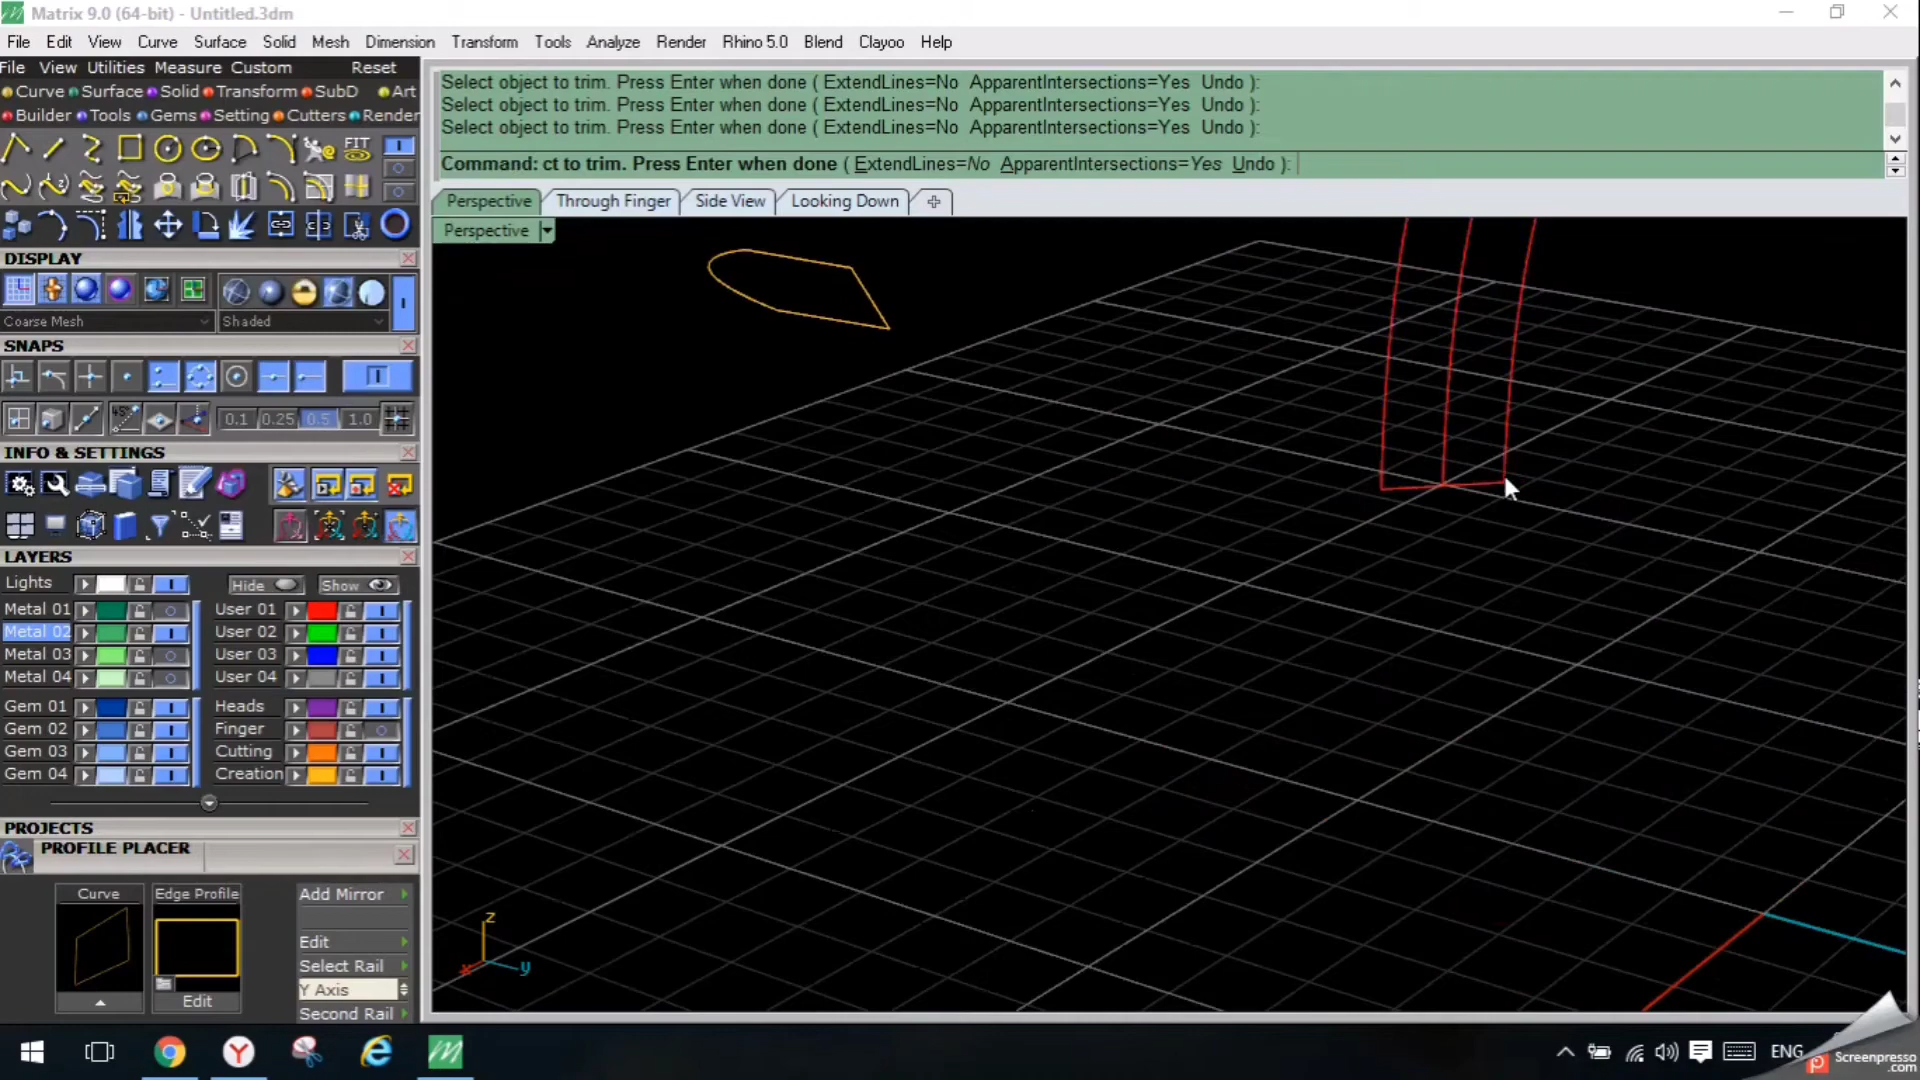 Matrix 9.0 (64-bit) - Untitled.3dm
File Edit View Curve Surface Solid Mesh Dimension Transform Tools Analyze Render Rhino 5.0 Blend Clayoo Help
File View Utilities Measure Custom Reset
Curve Surface Solid Transform SubD Art
Builder Tools Gems Setting Cutters Render
FIT
Select object to trim. Press Enter when done ( ExtendLines=No ApparentIntersections=Yes Undo ):
Select object to trim. Press Enter when done ( ExtendLines=No ApparentIntersections=Yes Undo ):
Select object to trim. Press Enter when done ( ExtendLines=No ApparentIntersections=Yes Undo ):
Command: ct to trim. Press Enter when done ( ExtendLines=No ApparentIntersections=Yes Undo ):
Perspective Through Finger Side View Looking Down
Perspective
DISPLAY
Coarse Mesh Shaded
SNAPS
45° 0.1 0.25 0.5 1.0
INFO & SETTINGS
LAYERS
Lights Hide Show
Metal 01 User 01
Metal 02 User 02
Metal 03 User 03
Metal 04 User 04
Gem 01 Heads
Gem 02 Finger
Gem 03 Cutting
Gem 04 Creation
PROJECTS
PROFILE PLACER
Curve Edge Profile Add Mirror
Edit
Select Rail
Y Axis
Edit Second Rail
z
x y
ENG
Screenpresso
.com